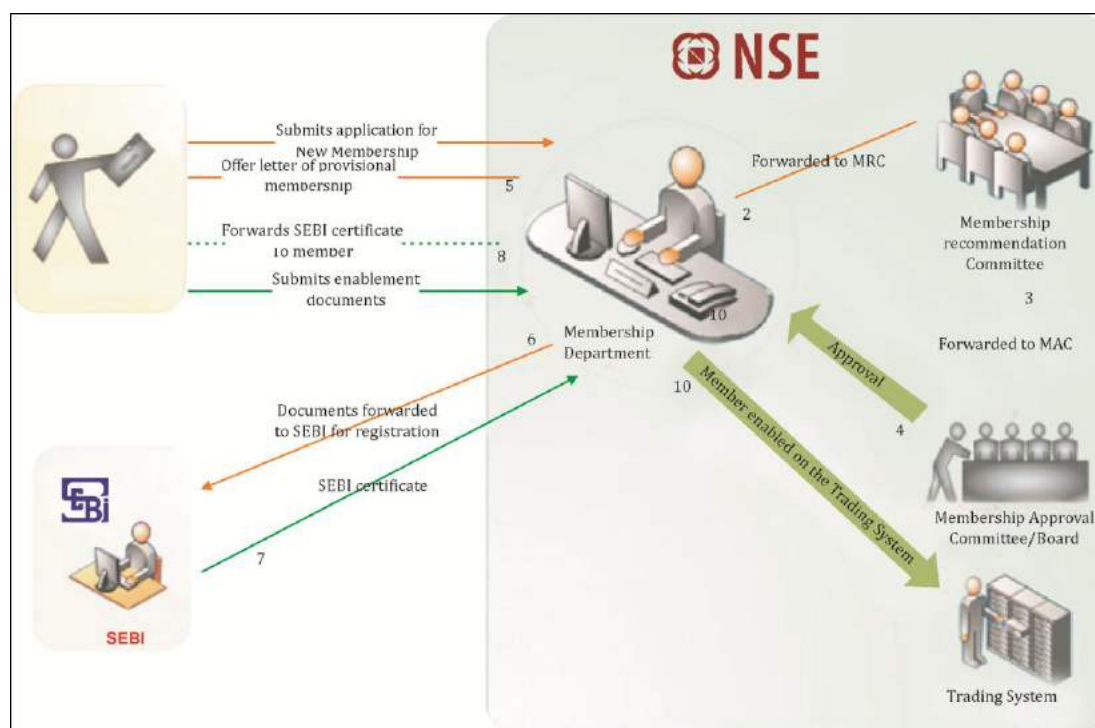 NSE
Submits application for
New Membership
Offer letter of provisional
membership
5
Forwards SEBI certificate
10 member
8
Submits enablement
documents
Forwarded to MRC
2
Membership
recommendation
Committee
3
Forwarded to MAC
10
Membership
Department
6
Approval
4
10
Member enabled on the Trading System
Documents forwarded
to SEBI for registration
SEBI certificate
7
SEBi
SEBI
Membership Approval
Committee/Board
Trading System